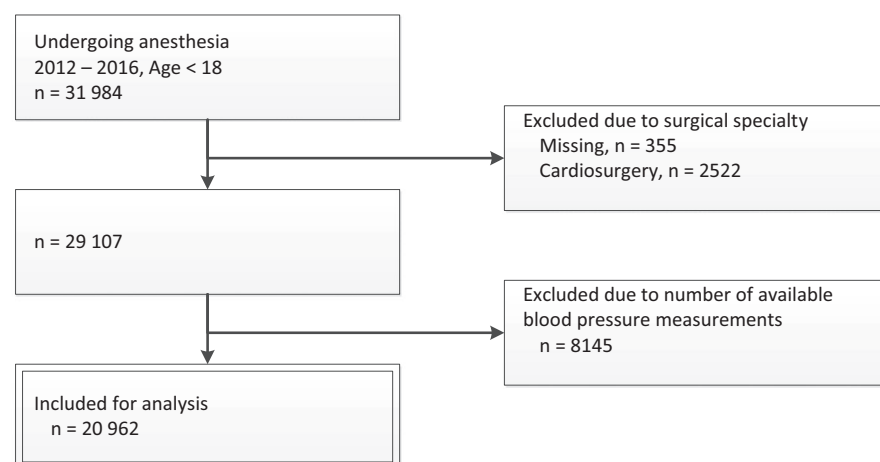 Undergoing anesthesia
2012 – 2016, Age < 18
n = 31 984
Excluded due to surgical specialty
Missing, n = 355
Cardiosurgery, n = 2522
n = 29 107
Excluded due to number of available
blood pressure measurements
n = 8145
Included for analysis
n = 20 962